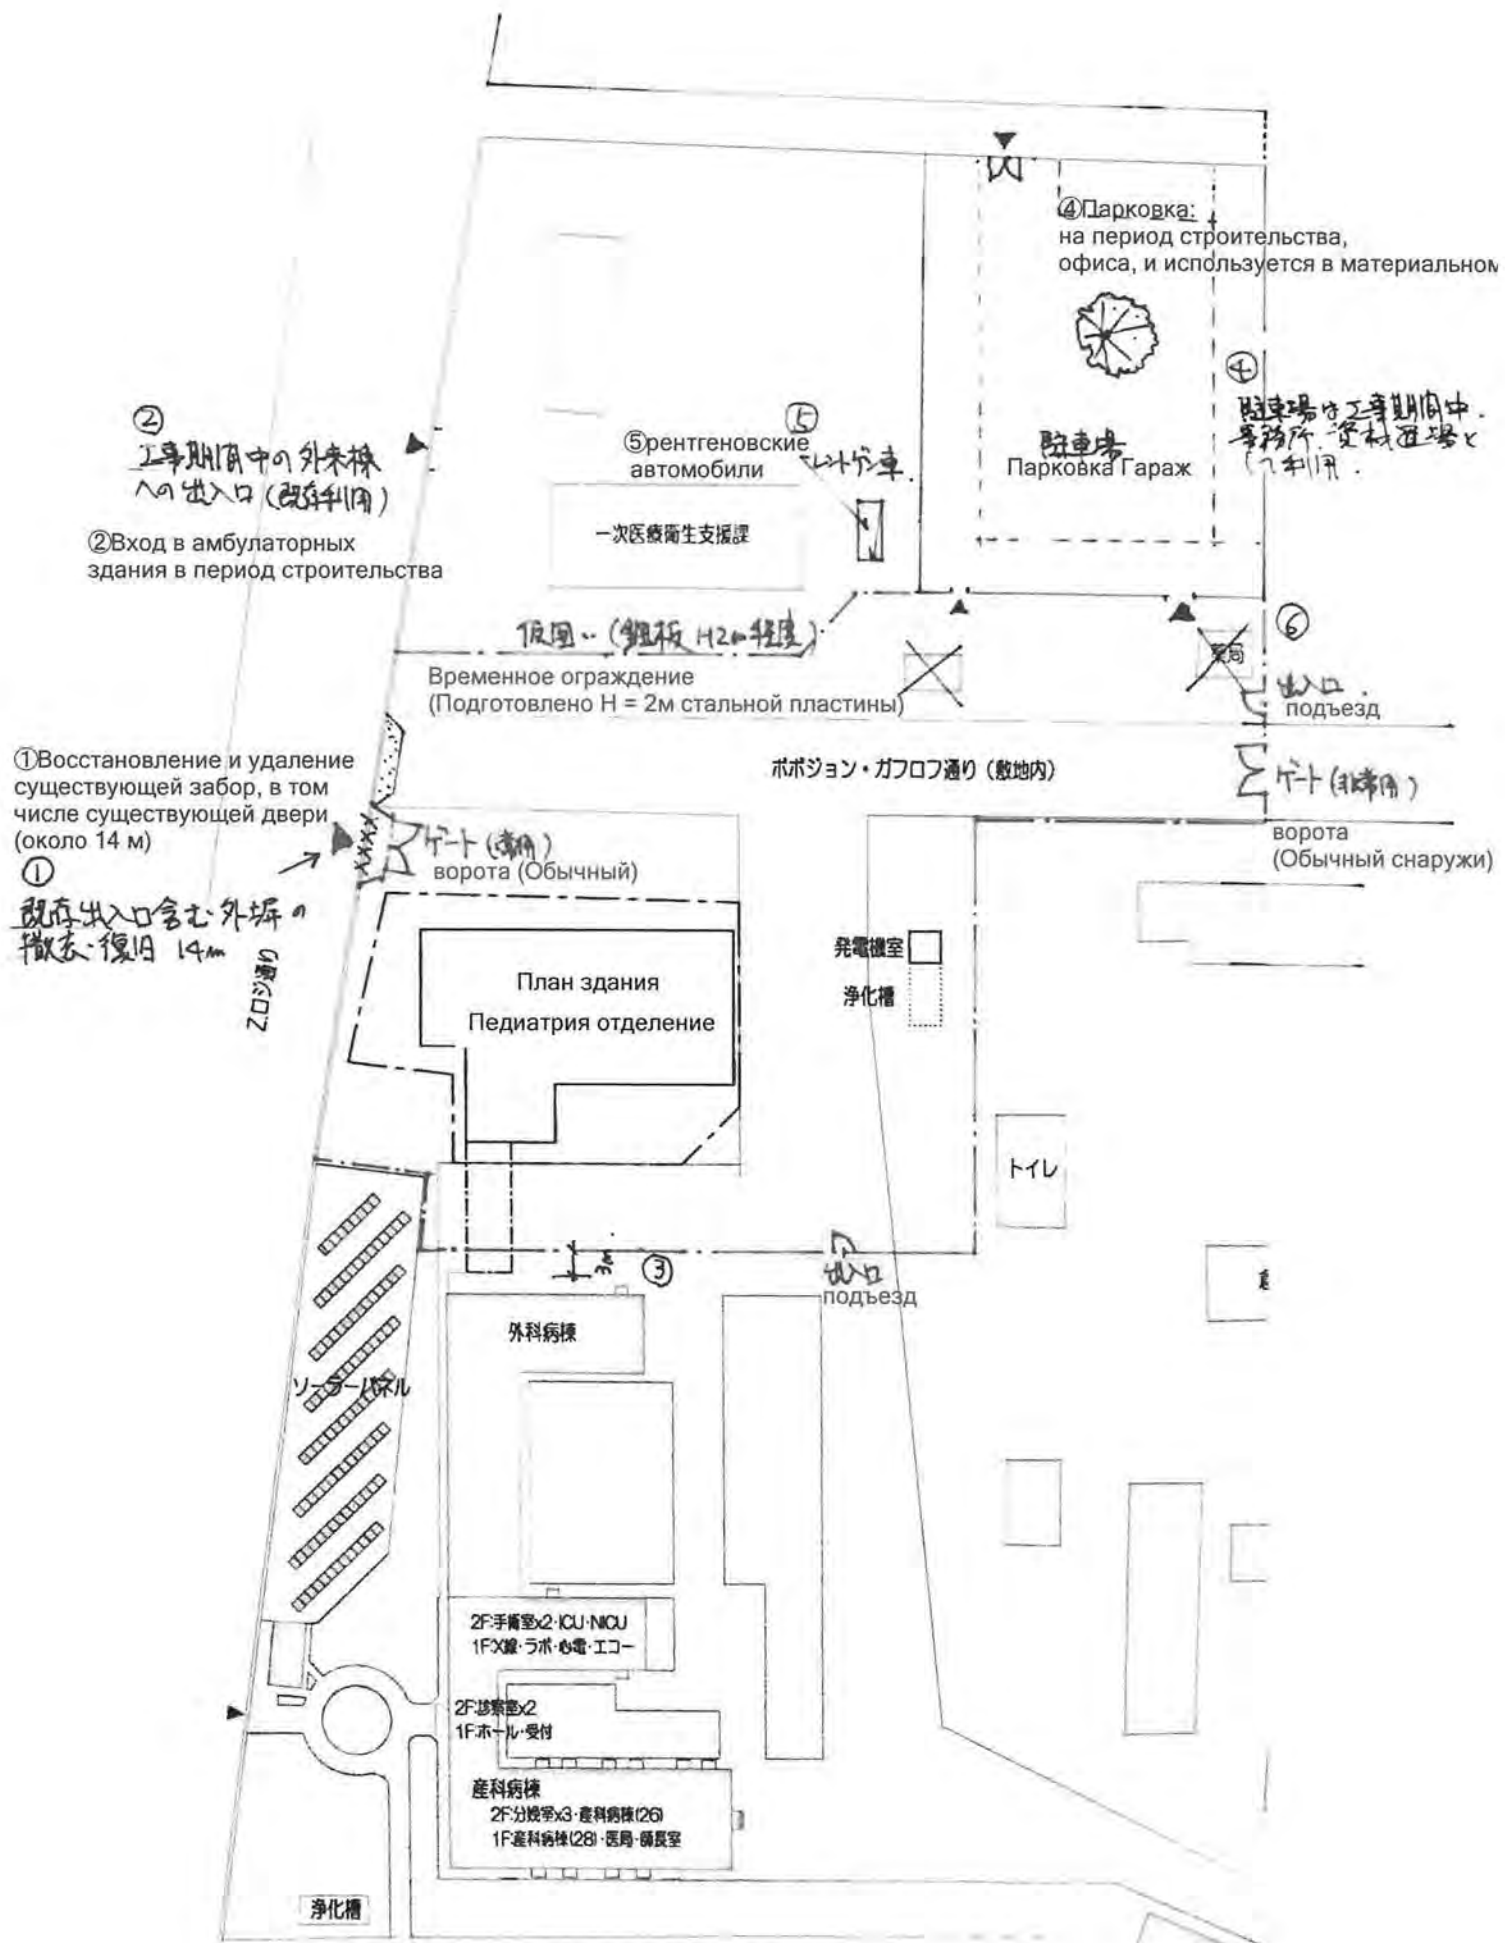 ④Парковка:
на период строительства,
офиса, и используется в материальном
④
駐車場は工事期間中.
事務所.資材置場と
して利用.
駐車場
Парковка Гараж
⑤
⑤рентгеновские
автомобили
レントゲン車.
一次医療衛生支援課
②
工事期間中の外来棟
への出入口(既存利用)
②Вход в амбулаторных
здания в период строительства
仮囲い(鋼板 H2m程度)
Временное ограждение
(Подготовлено H = 2м стальной пластины)
⑥
薬局
出入口.
подъезд
①Восстановление и удаление
существующей забор, в том
числе существующей двери
(около 14 м)
①
既存出入口含む外塀の
撤去・復旧 14m
Z.ロジ通り
ポポジョン・ガフロフ通り(敷地内)
ゲート(非常用)
ворота
(Обычный снаружи)
ゲート(常用)
ворота (Обычный)
План здания
Педиатрия отделение
発電機室
浄化槽
トイレ
3m.
③
出入口
подъезд
外科病棟
ソーラーパネル
2F:手術室x2・ICU・NICU
1F:X線・ラボ・心電・エコー
2F:診察室x2
1F:ホール・受付
産科病棟
2F:分娩室x3・産科病棟(26)
1F:産科病棟(28)・医局・師長室
浄化槽